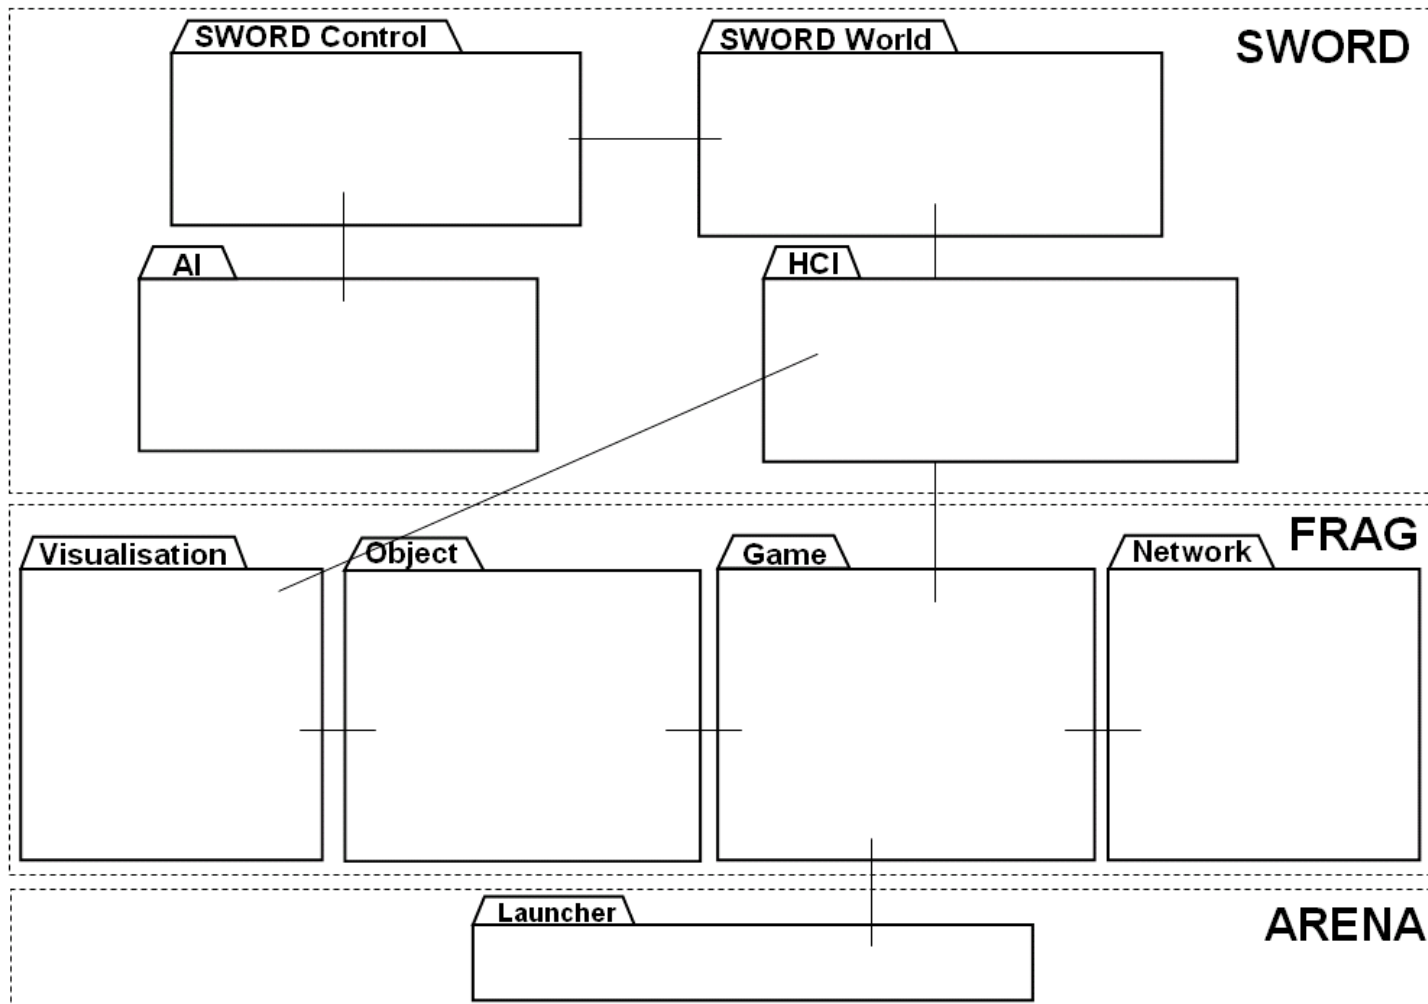 SWORD Control
SWORD World
SWORD
AI
HCI
FRAG
Visualisation
Object
Game
Network
Launcher
ARENA